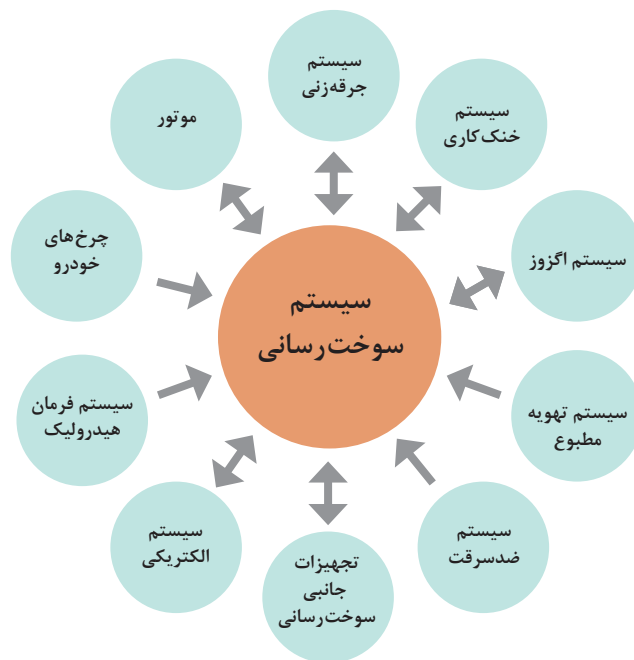 سیستم
جرقه‌زنی
سیستم
خنک‌کاری
سیستم اگزوز
سیستم تهویه
مطبوع
سیستم
ضدسرقت
تجهیزات
جانبی
سوخت‌رسانی
سیستم
الکتریکی
سیستم فرمان
هیدرولیک
چرخ‌های
خودرو
موتور
سیستم
سوخت‌رسانی